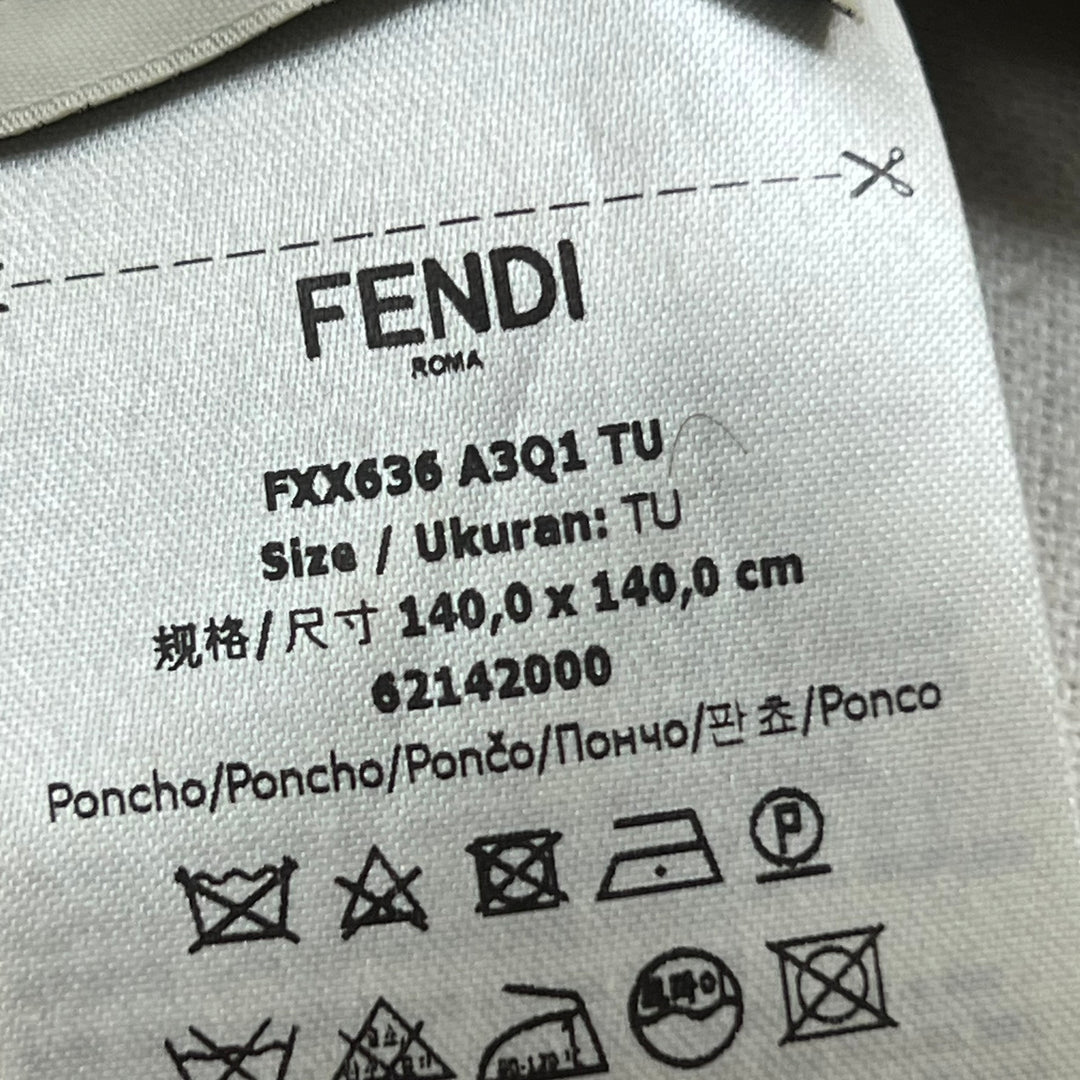 FENDI
ROMA
FXX636 A3Q1 TU
Size / Ukuran: TU
规格/尺寸 140,0 x 140,0 cm
62142000
Poncho/Poncho/Pončo/Пончо/판초/Ponco
P